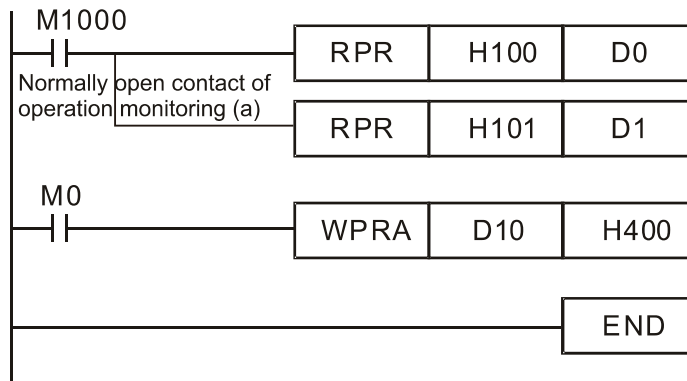 M1000
RPR H100 D0
Normally open contact of
operation monitoring (a)
RPR H101 D1
M0
WPRA D10 H400
END